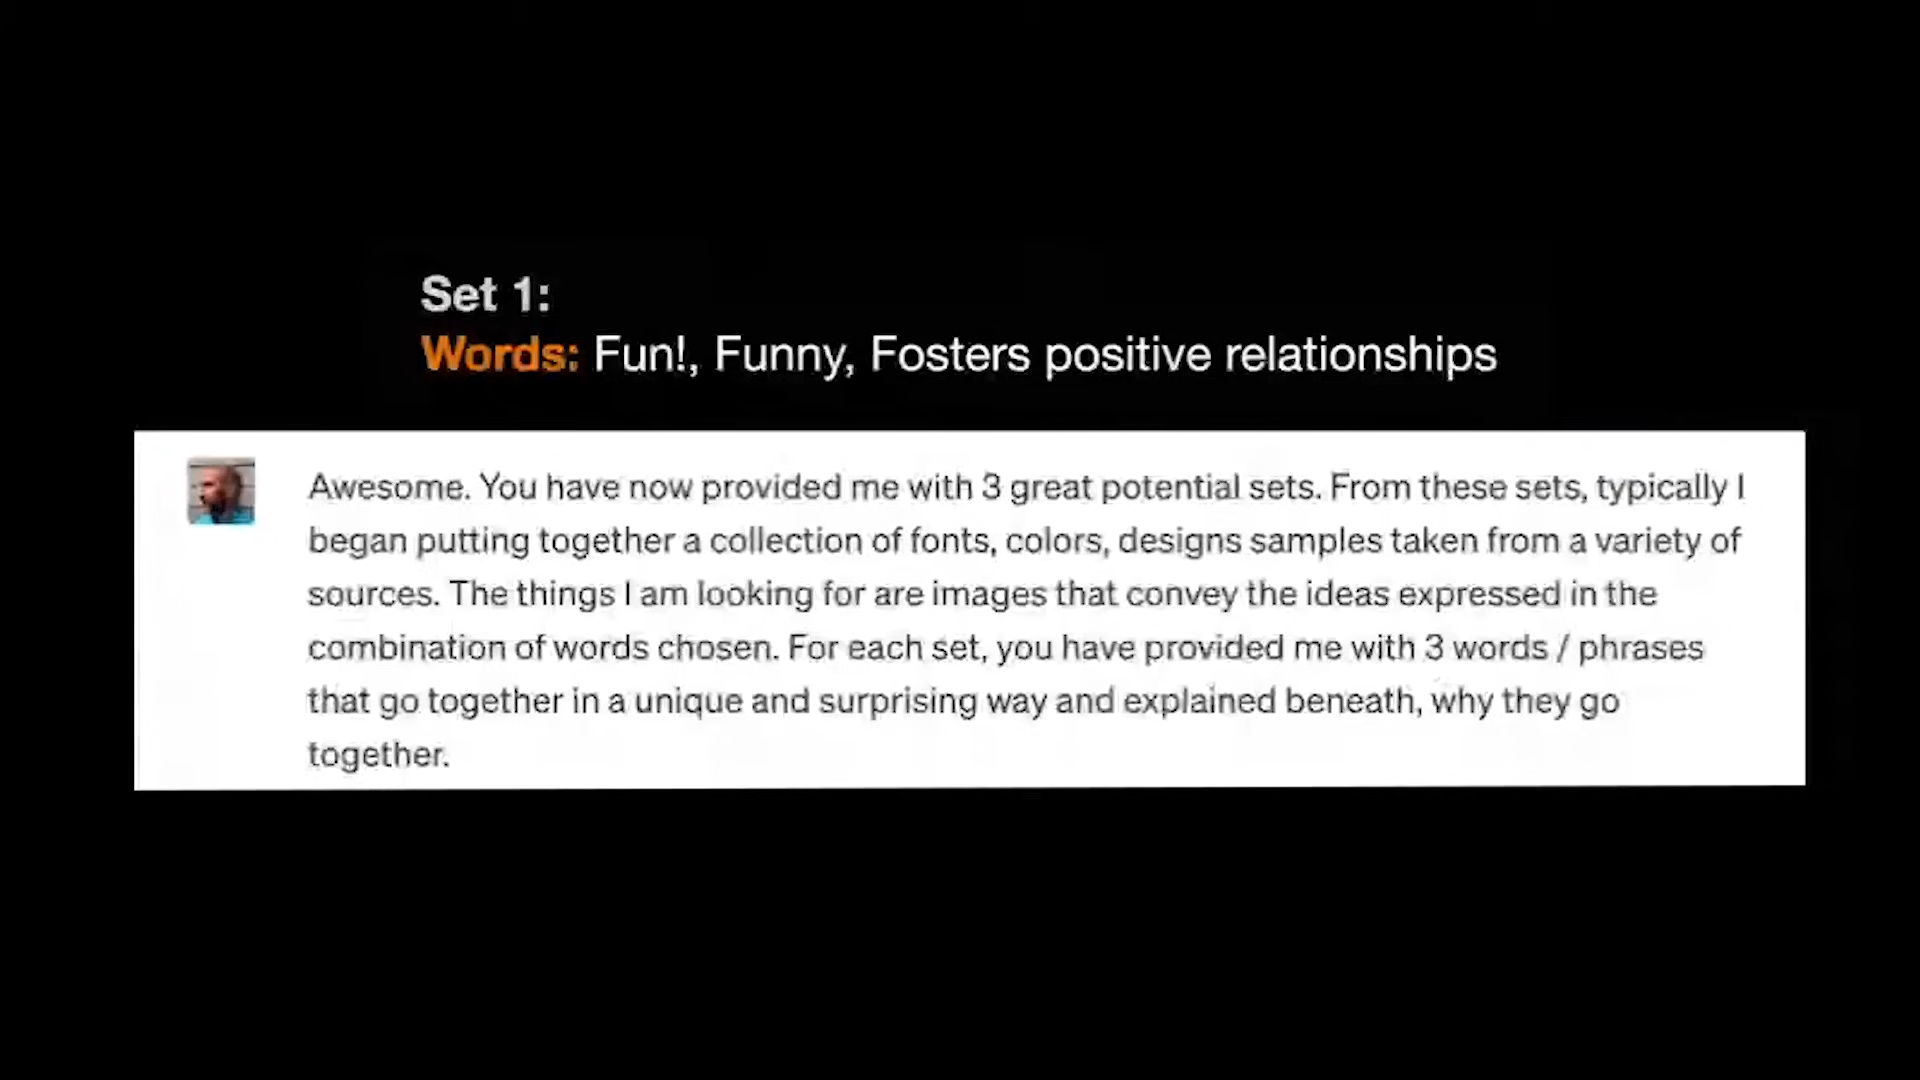 Set 1:
Words: Fun!, Funny, Fosters positive relationships
Awesome. You have now provided me with 3 great potential sets. From these sets, typically I
began putting together a collection of fonts, colors, designs samples taken from a variety of
sources. The things I am looking for are images that convey the ideas expressed in the
combination of words chosen. For each set, you have provided me with 3 words / phrases
that go together in a unique and surprising way and explained beneath, why they go
together.